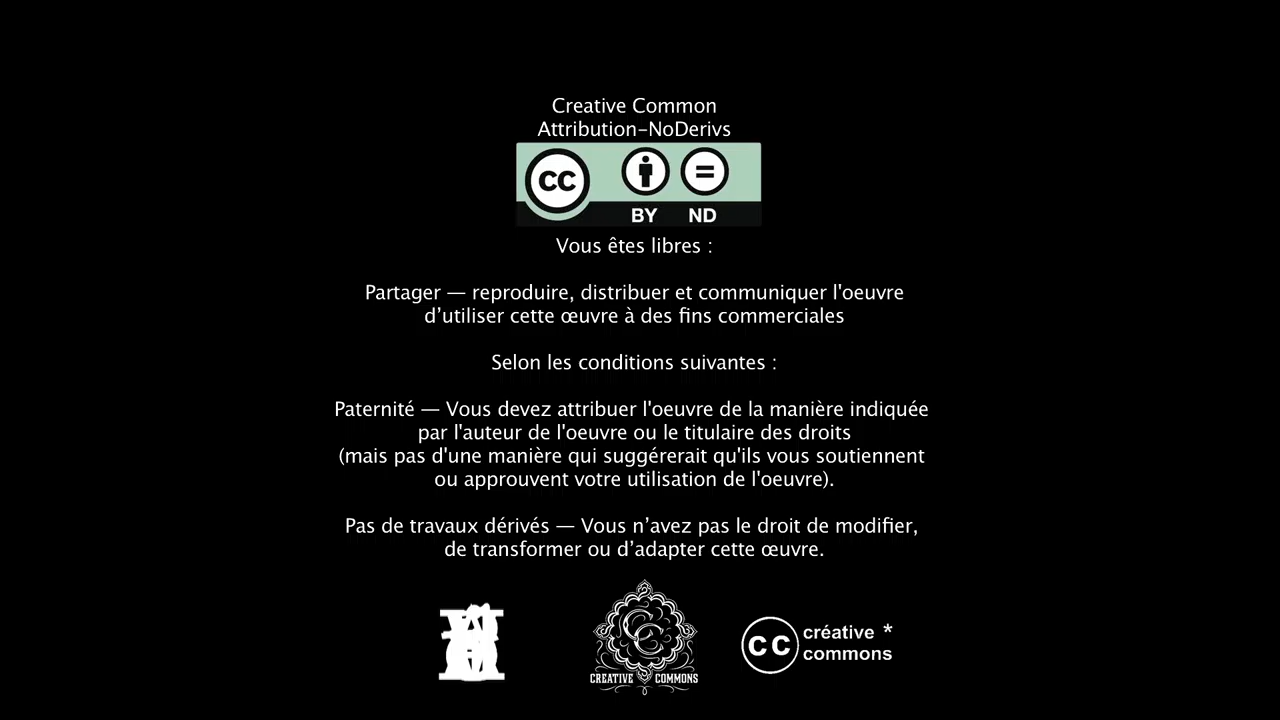 Creative Common
Attribution-NoDerivs
CC
BY ND
Vous êtes libres :
Partager — reproduire, distribuer et communiquer l'oeuvre
d’utiliser cette œuvre à des fins commerciales
Selon les conditions suivantes :
Paternité — Vous devez attribuer l'oeuvre de la manière indiquée
par l'auteur de l'oeuvre ou le titulaire des droits
(mais pas d'une manière qui suggérerait qu'ils vous soutiennent
ou approuvent votre utilisation de l'oeuvre).
Pas de travaux dérivés — Vous n’avez pas le droit de modifier,
de transformer ou d’adapter cette œuvre.
CC
CREATIVE COMMONS
cc
créative *
commons